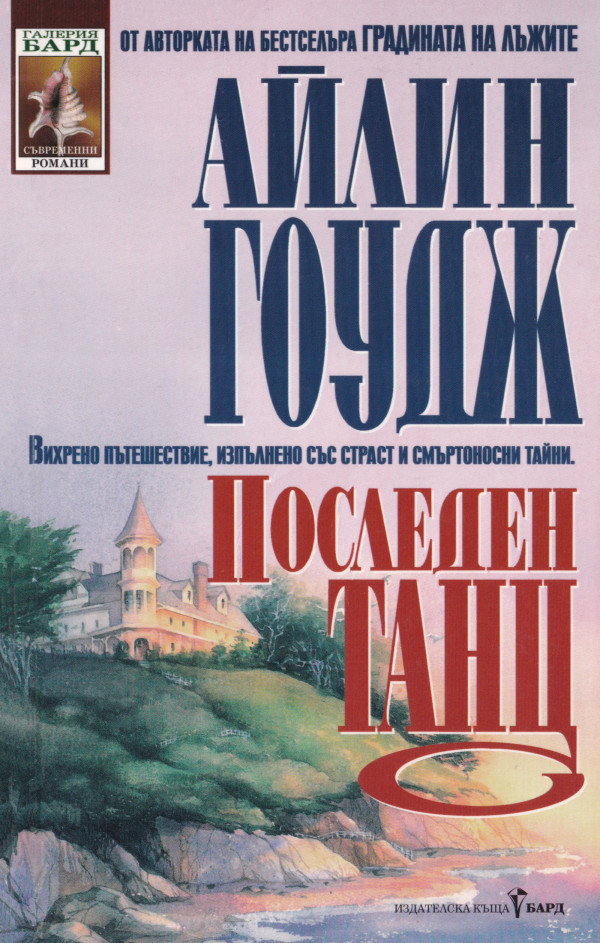 ГАЛЕРИЯ
БАРД
СЪВРЕМЕННИ
РОМАНИ
ОТ АВТОРКАТА НА БЕСТСЕЛЪРА ГРАДИНАТА НА ЛЪЖИТЕ
АЙЛИН
ГОУДЖ
ВИХРЕНО ПЪТЕШЕСТВИЕ, ИЗПЪЛНЕНО СЪС СТРАСТ И СМЪРТОНОСНИ ТАЙНИ.
ПОСЛЕДЕН
ТАНЦ
ИЗДАТЕЛСКА КЪЩА БАРД